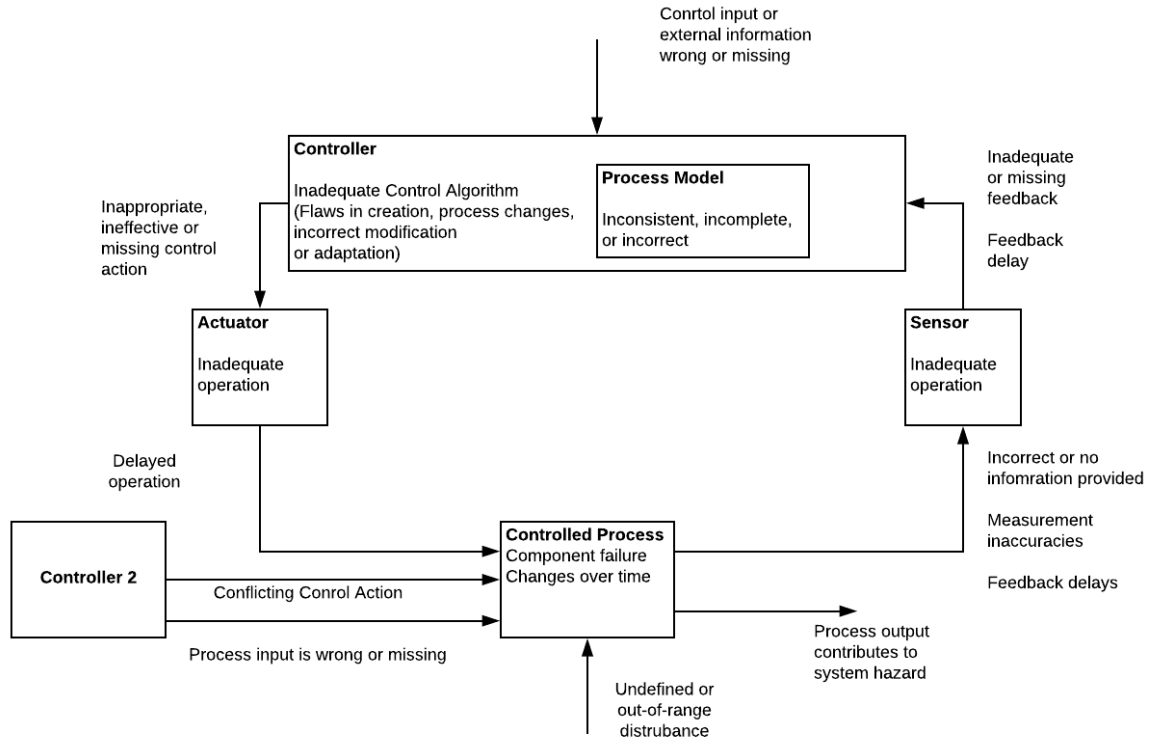 Conrtol input or
external information
wrong or missing
Controller
Inadequate Control Algorithm
(Flaws in creation, process changes,
incorrect modification
or adaptation)
Process Model
Inconsistent, incomplete,
or incorrect
Inadequate
or missing
feedback
Feedback
delay
Inappropriate,
ineffective or
missing control
action
Actuator
Inadequate
operation
Sensor
Inadequate
operation
Delayed
operation
Incorrect or no
infomration provided
Measurement
inaccuracies
Feedback delays
Controller 2
Controlled Process
Component failure
Changes over time
Conflicting Conrol Action
Process input is wrong or missing
Process output
contributes to
system hazard
Undefined or
out-of-range
distrubance